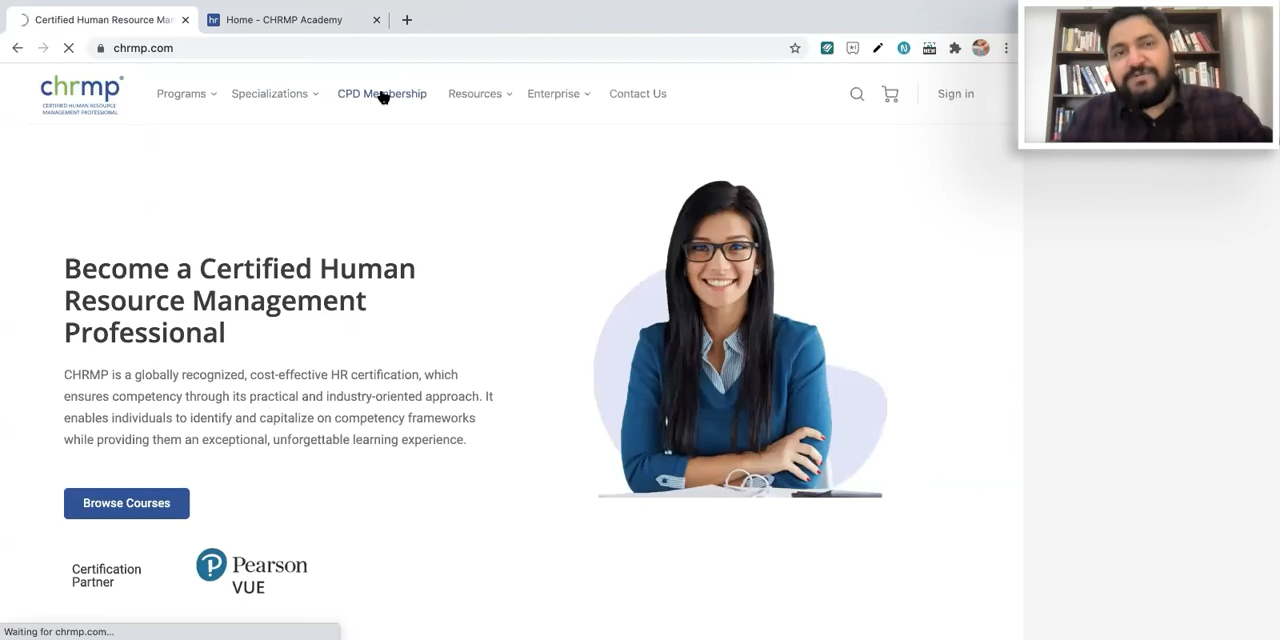 Certified Human Resource Man
Home - CHRMP Academy
chrmp.com
NEW
chrmp®
CERTIFIED HUMAN RESOURCE
MANAGEMENT PROFESSIONAL
Programs
Specializations
CPD Membership
Resources
Enterprise
Contact Us
Sign in
Become a Certified Human
Resource Management
Professional
CHRMP is a globally recognized, cost-effective HR certification, which
ensures competency through its practical and industry-oriented approach. It
enables individuals to identify and capitalize on competency frameworks
while providing them an exceptional, unforgettable learning experience.
Browse Courses
Certification
Partner
Pearson
VUE
Waiting for chrmp.com...